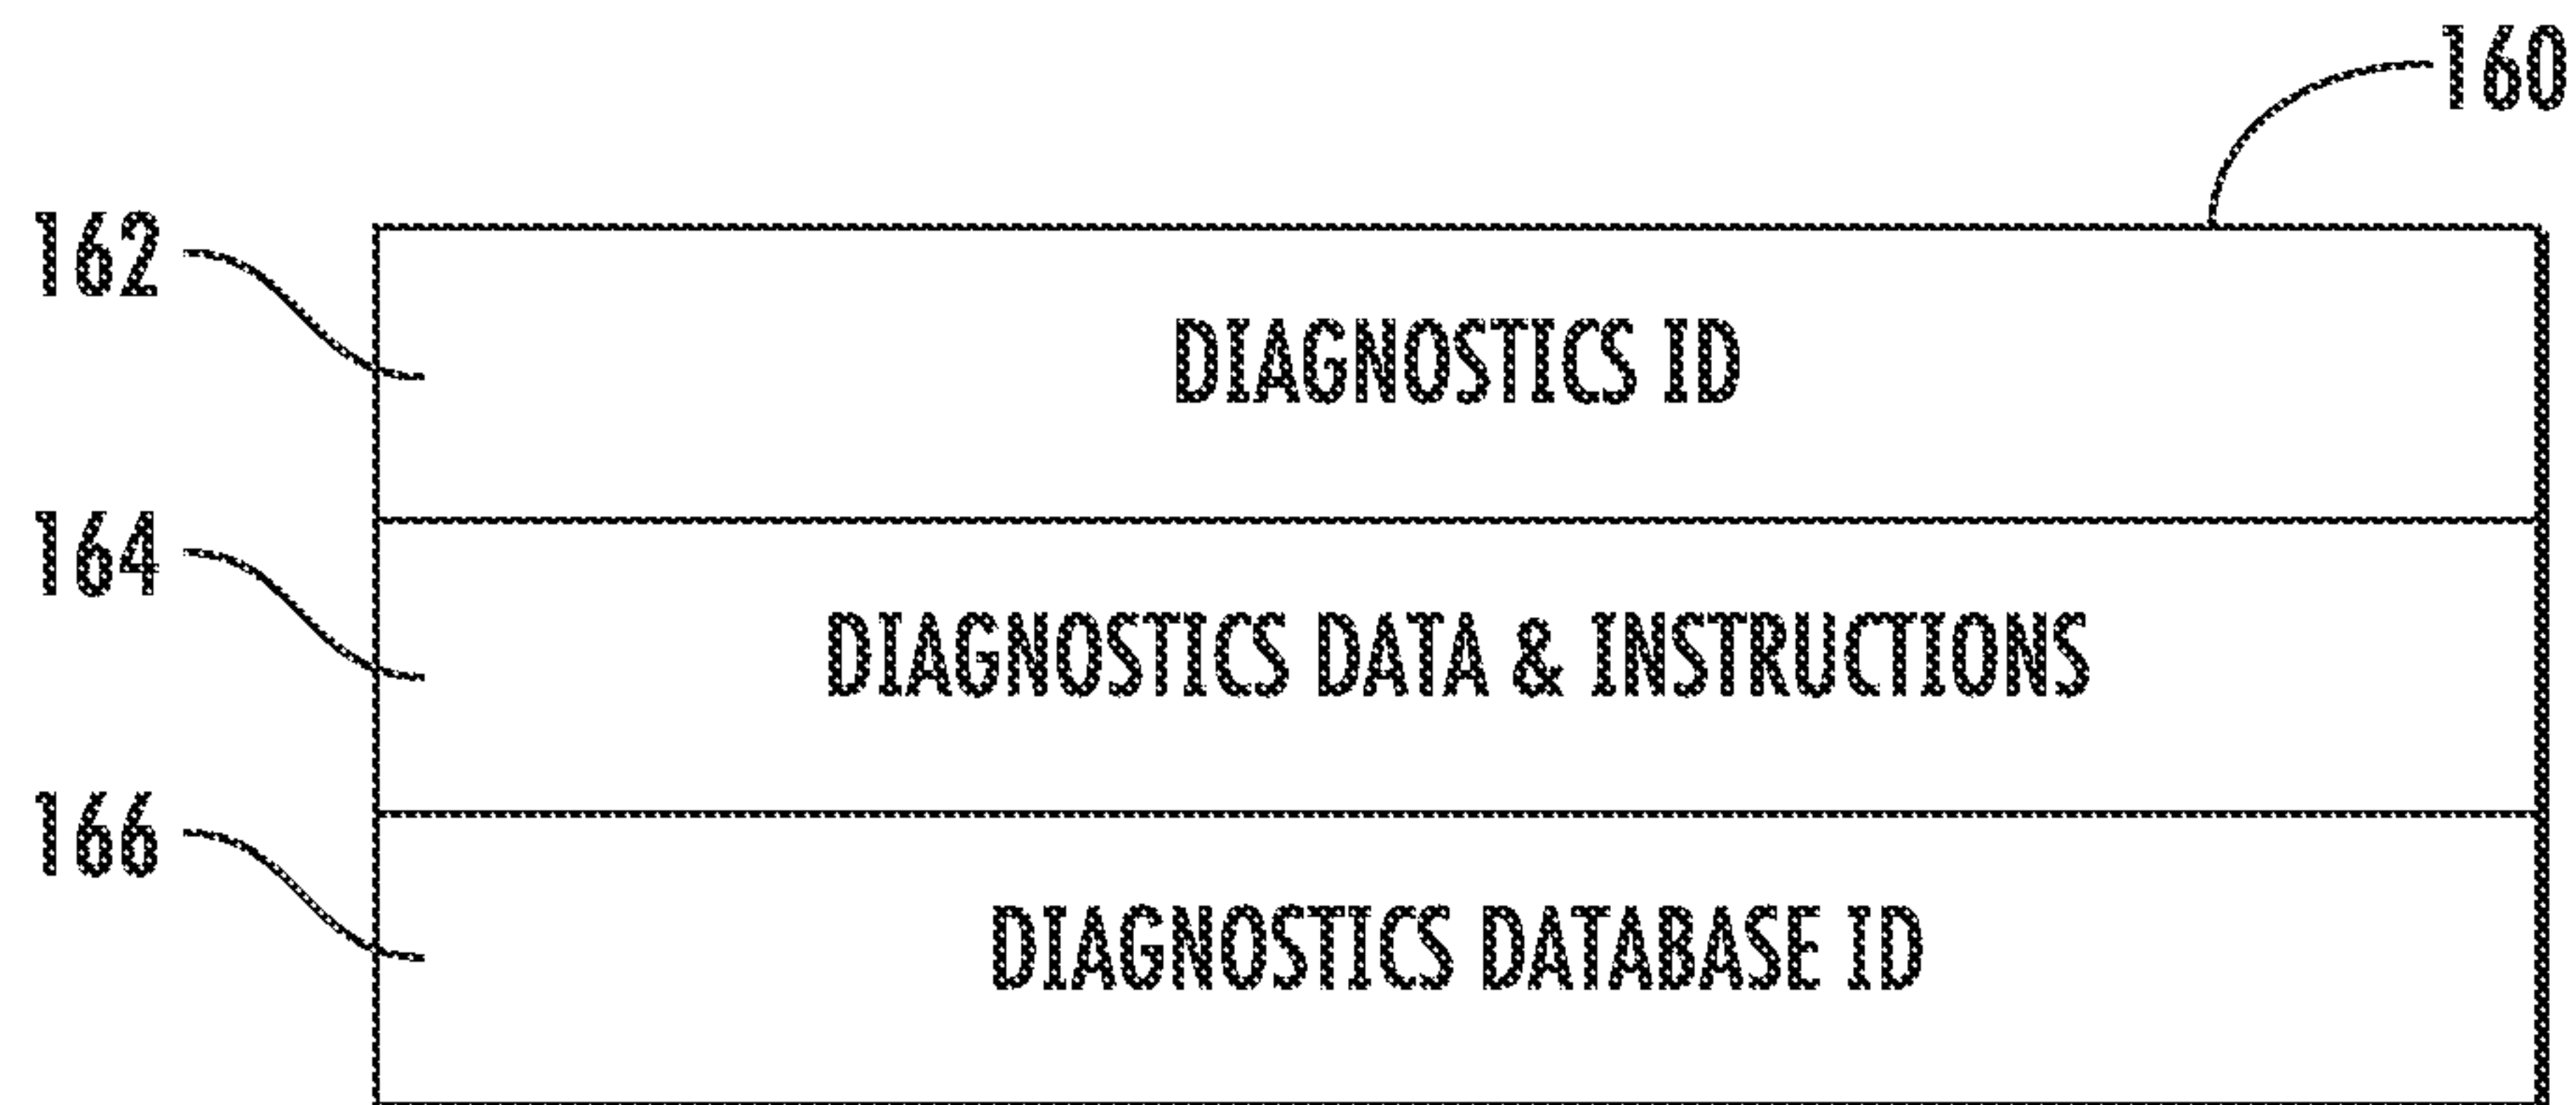 160
162
DIAGNOSTICS ID
164
DIAGNOSTICS DATA & INSTRUCTIONS
166
DIAGNOSTICS DATABASE ID